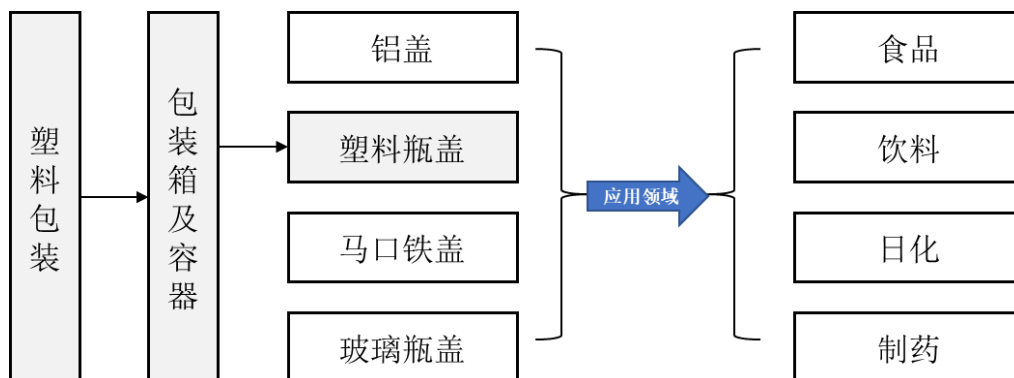 塑料包装
包装箱及容器
铝盖
塑料瓶盖
马口铁盖
玻璃瓶盖
应用领域
食品
饮料
日化
制药